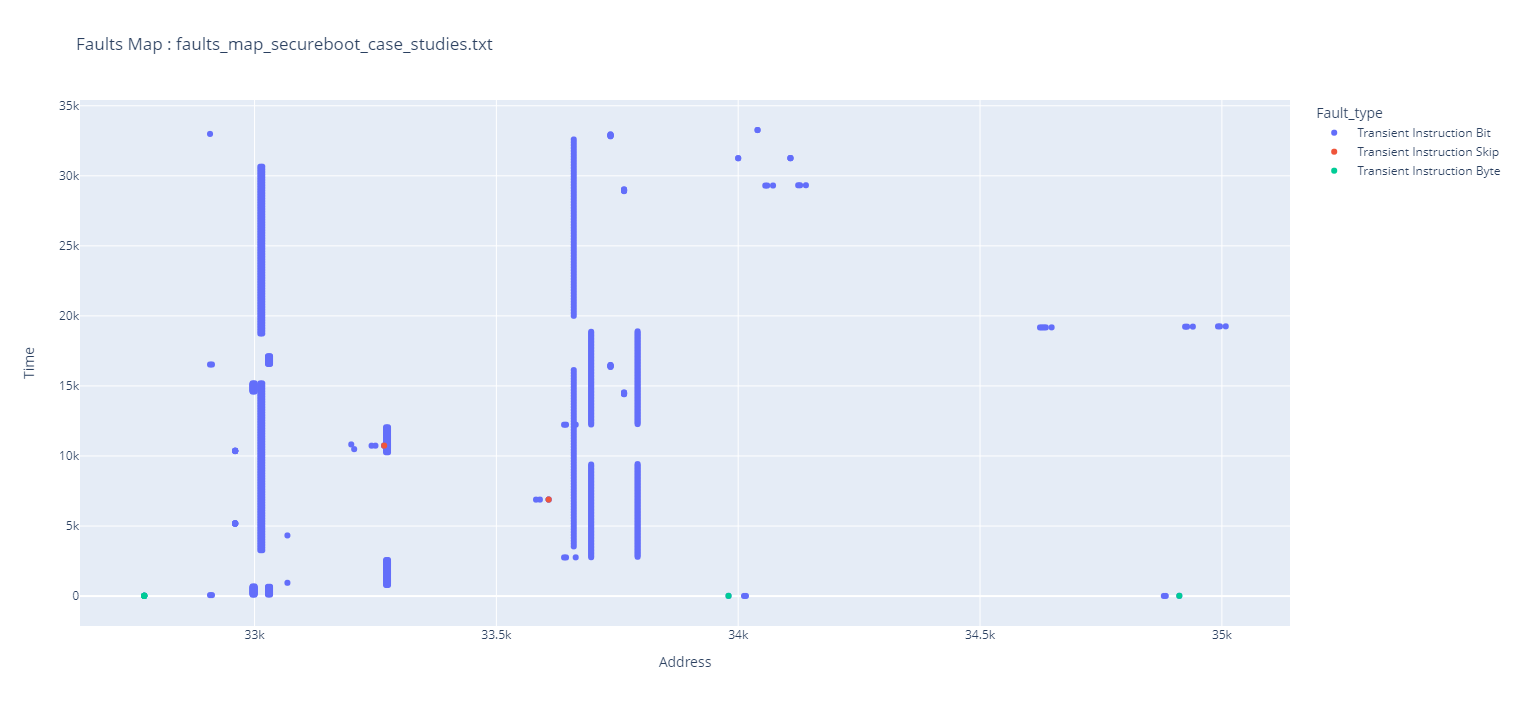 Faults Map : faults_map_secureboot_case_studies.txt
Fault_type
Transient Instruction Bit
Transient Instruction Skip
Transient Instruction Byte
35k
30k
25k
20k
15k
10k
5k
0
Time
33k
33.5k
34k
34.5k
35k
Address